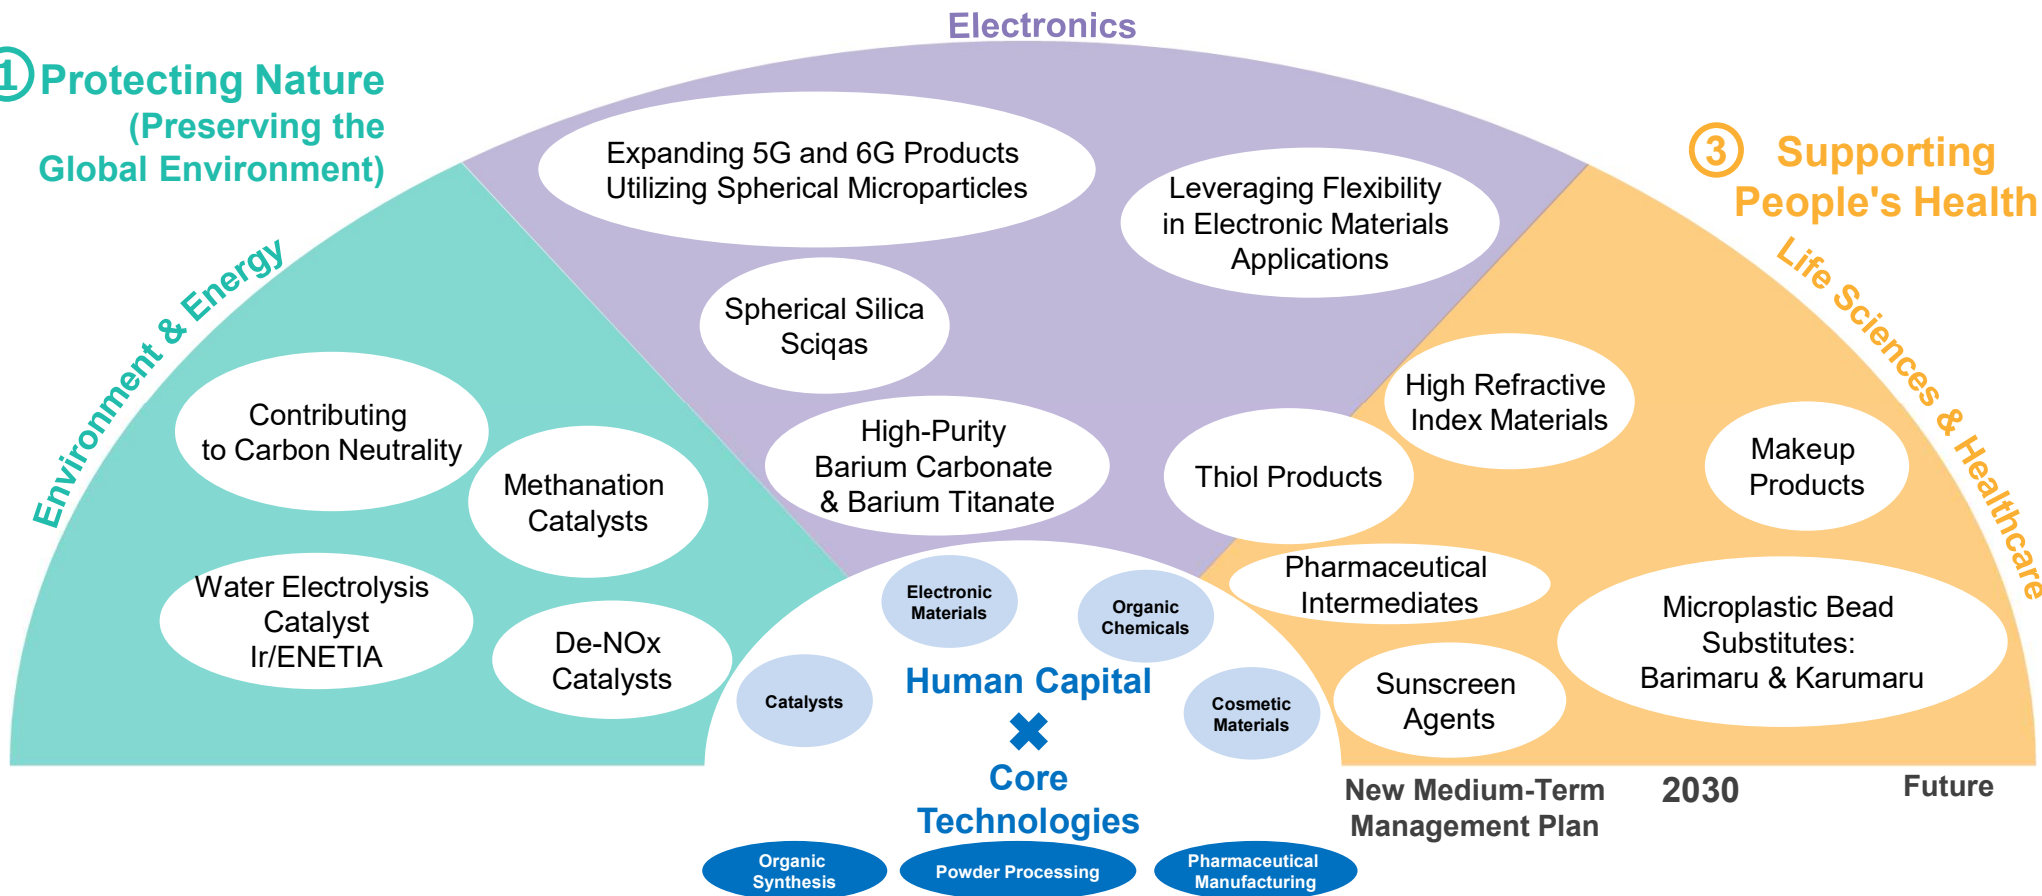 Electronics
① Protecting Nature
(Preserving the
Global Environment)
③ Supporting
People's Health
Environment & Energy
Life Sciences & Healthcare
Expanding 5G and 6G Products
Utilizing Spherical Microparticles
Leveraging Flexibility
in Electronic Materials
Applications
Spherical Silica
Sciqas
High-Purity
Barium Carbonate
& Barium Titanate
Thiol Products
High Refractive
Index Materials
Makeup
Products
Contributing
to Carbon Neutrality
Methanation
Catalysts
Water Electrolysis
Catalyst
Ir/ENETIA
De-NOx
Catalysts
Pharmaceutical
Intermediates
Microplastic Bead
Substitutes:
Barimaru & Karumaru
Sunscreen
Agents
Electronic
Materials
Organic
Chemicals
Catalysts
Cosmetic
Materials
Human Capital
✖
Core
Technologies
Organic
Synthesis
Powder Processing
Pharmaceutical
Manufacturing
New Medium-Term
Management Plan
2030
Future